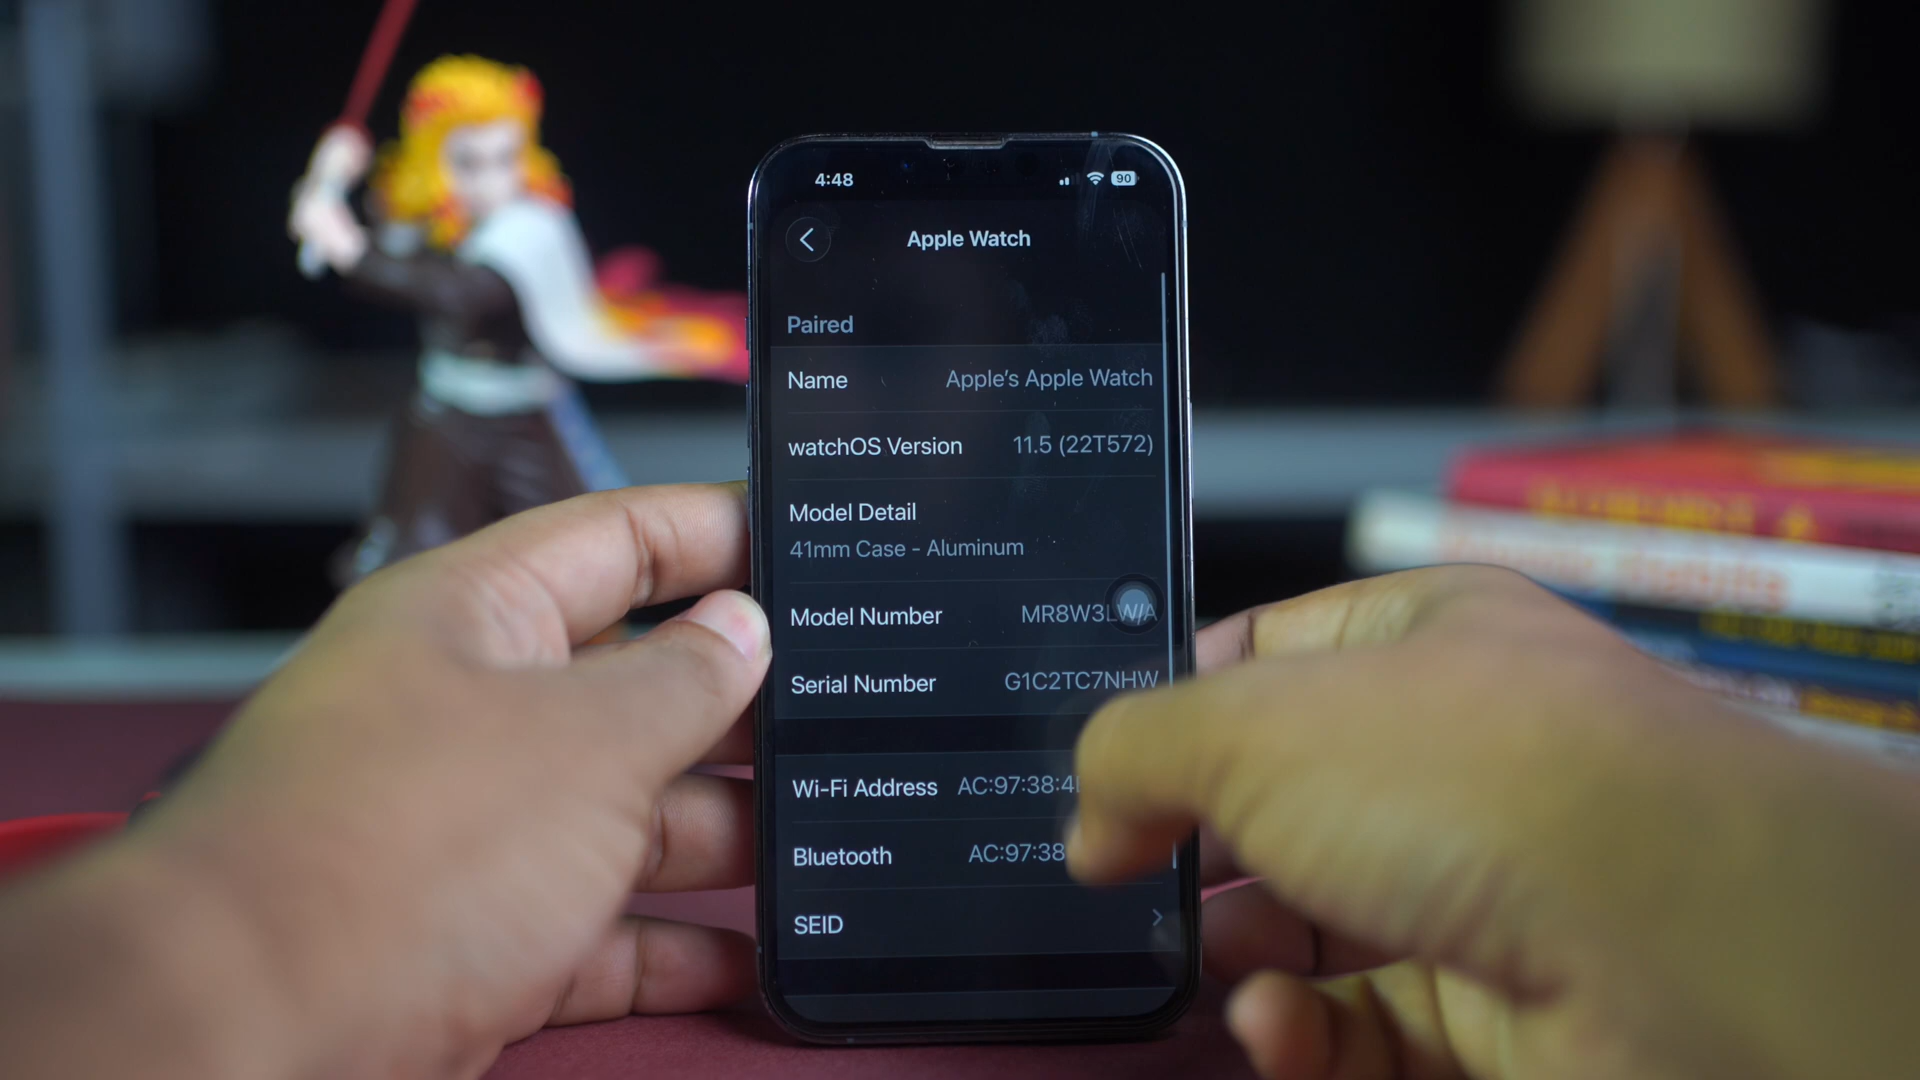 4:48 90
Apple Watch
Paired
Name Apple's Apple Watch
watchOS Version 11.5 (22T572)
Model Detail
41mm Case - Aluminum
Model Number MR8W3LW/A
Serial Number G1C2TC7NHW
Wi-Fi Address AC:97:38:4
Bluetooth AC:97:38
SEID